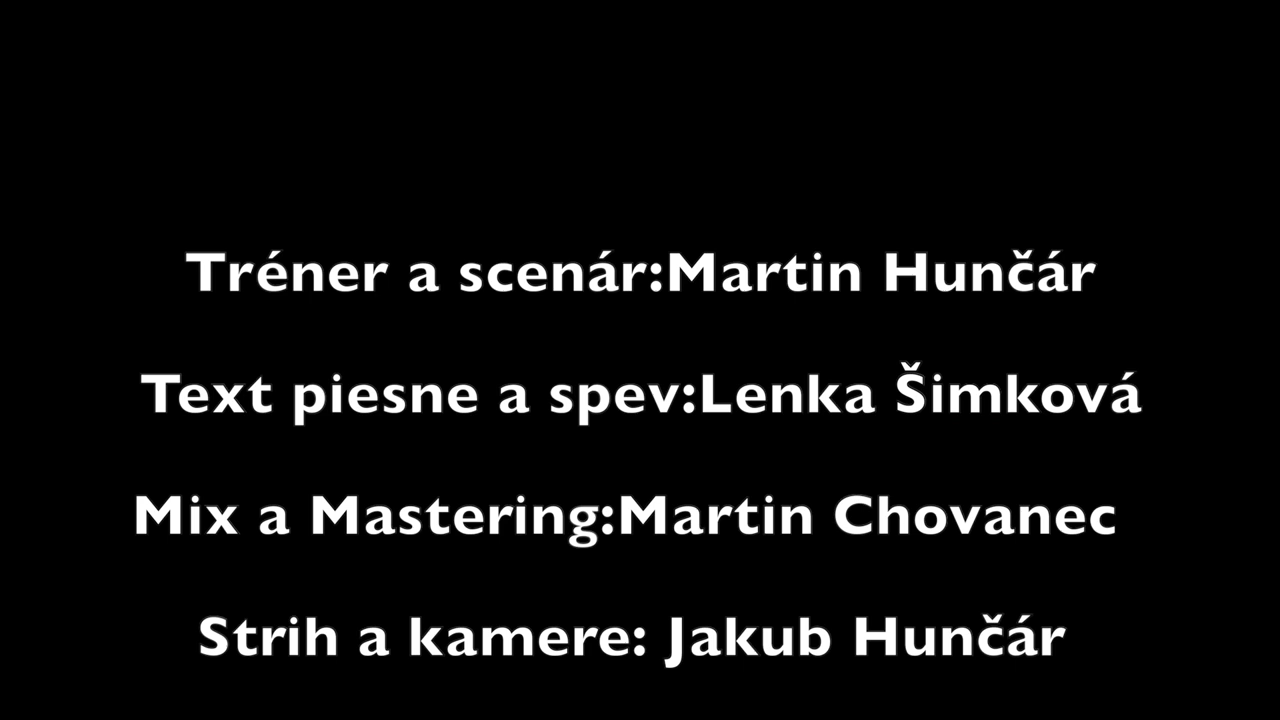 Tréner a scenár:Martin Hunčár
Text piesne a spev:Lenka Šimková
Mix a Mastering:Martin Chovanec
Strih a kamere: Jakub Hunčár